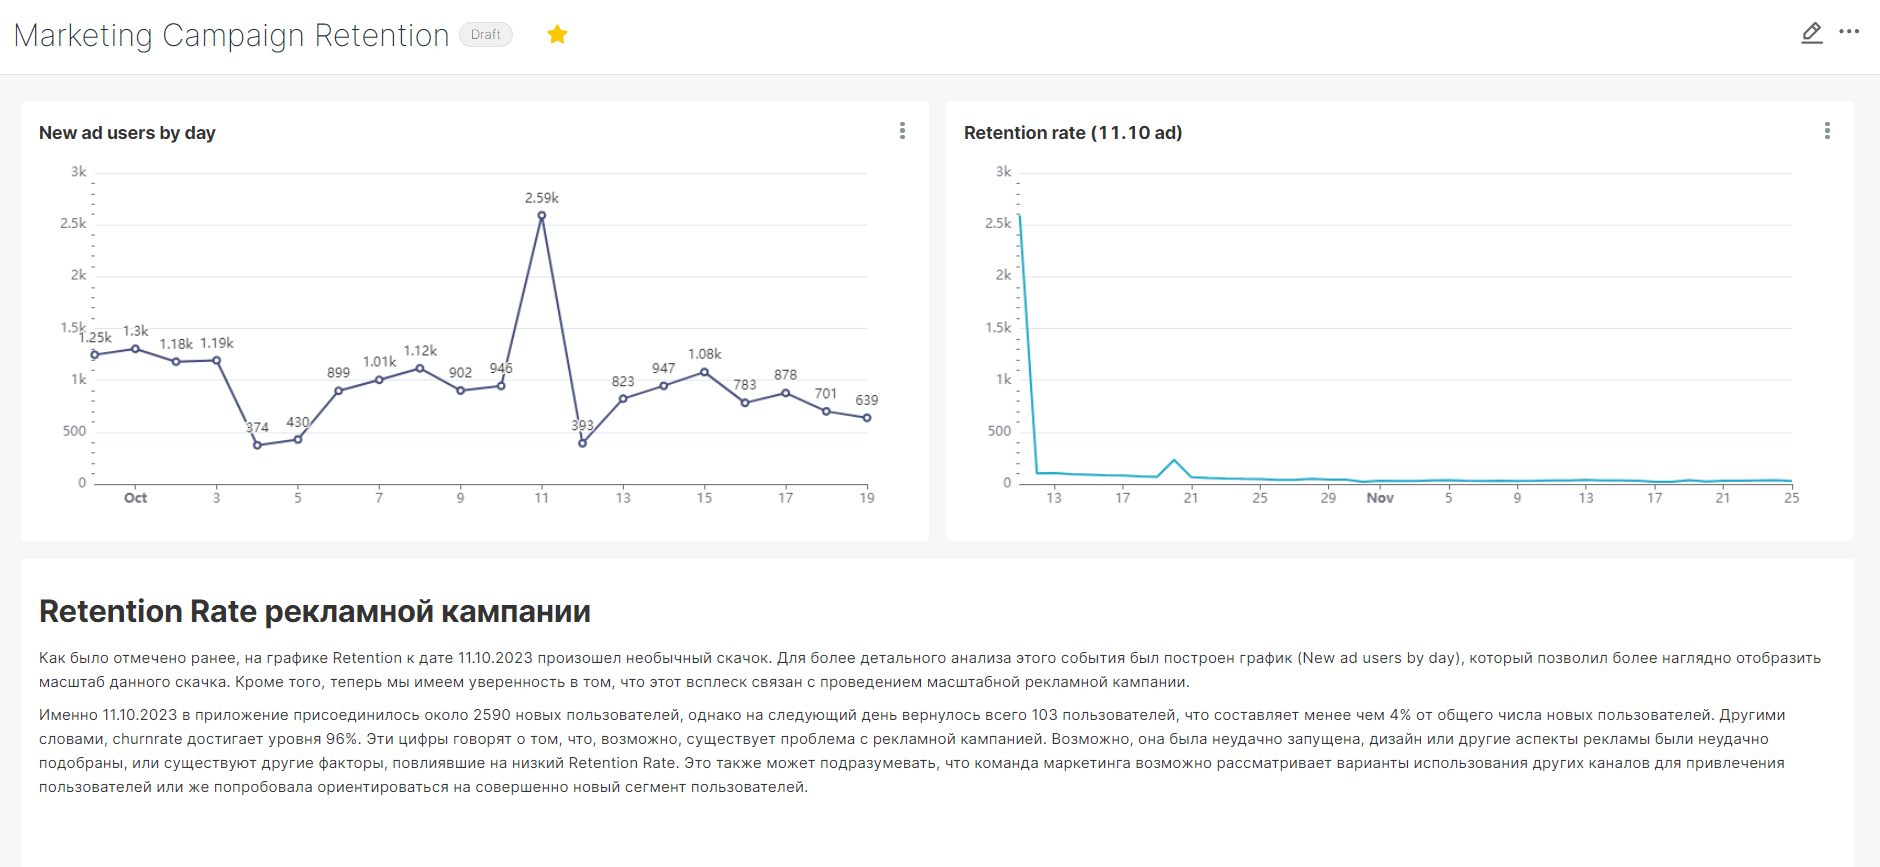 Marketing Campaign Retention
Draft
New ad users by day
3k
2.5k
2k
1.5k
1k
500
0
1.25k
1.3k
1.18k
1.19k
374
430
899
1.01k
1.12k
902
946
2.59k
393
823
947
1.08k
783
878
701
639
Oct 3 5 7 9 11 13 15 17 19
Retention rate (11.10 ad)
3k
2.5k
2k
1.5k
1k
500
0
13 17 21 25 29 Nov 5 9 13 17 21 25
Retention Rate рекламной кампании
Как было отмечено ранее, на графике Retention к дате 11.10.2023 произошел необычный скачок. Для более детального анализа этого события был построен график (New ad users by day), который позволил более наглядно отобразить
масштаб данного скачка. Кроме того, теперь мы имеем уверенность в том, что этот всплеск связан с проведением масштабной рекламной кампании.
Именно 11.10.2023 в приложение присоединилось около 2590 новых пользователей, однако на следующий день вернулось всего 103 пользователей, что составляет менее чем 4% от общего числа новых пользователей. Другими
словами, churnrate достигает уровня 96%. Эти цифры говорят о том, что, возможно, существует проблема с рекламной кампанией. Возможно, она была неудачно запущена, дизайн или другие аспекты рекламы были неудачно
подобраны, или существуют другие факторы, повлиявшие на низкий Retention Rate. Это также может подразумевать, что команда маркетинга возможно рассматривает варианты использования других каналов для привлечения
пользователей или же попробовала ориентироваться на совершенно новый сегмент пользователей.